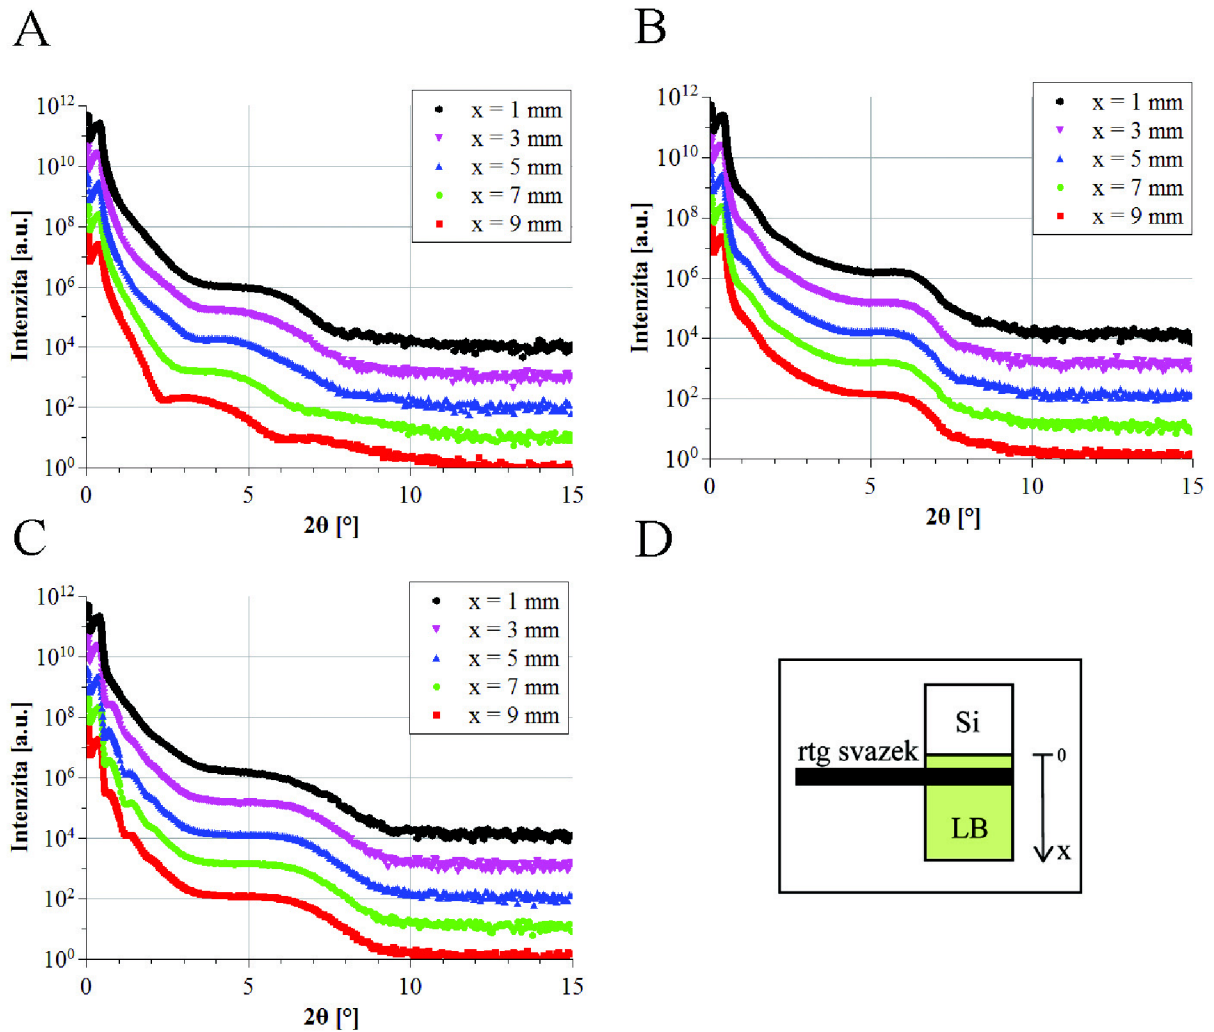 A
Intenzita [a.u.]
10¹²
10¹⁰
10⁸
10⁶
10⁴
10²
10⁰
0
5
10
15
2θ [°]
x = 1 mm
x = 3 mm
x = 5 mm
x = 7 mm
x = 9 mm
B
Intenzita [a.u.]
10¹²
10¹⁰
10⁸
10⁶
10⁴
10²
10⁰
0
5
10
15
2θ [°]
x = 1 mm
x = 3 mm
x = 5 mm
x = 7 mm
x = 9 mm
C
Intenzita [a.u.]
10¹²
10¹⁰
10⁸
10⁶
10⁴
10²
10⁰
0
5
10
15
2θ [°]
x = 1 mm
x = 3 mm
x = 5 mm
x = 7 mm
x = 9 mm
D
Si
rtg svazek
0
LB
x